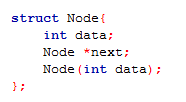 struct Node{
    int data;
    Node *next;
    Node(int data);
};